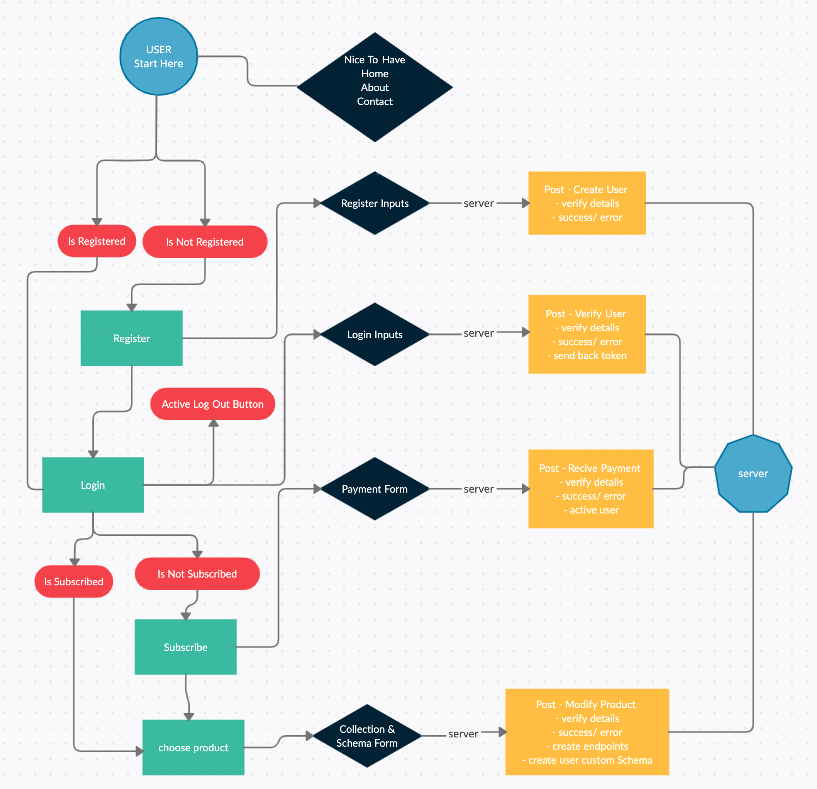 USER
Start Here
Nice To Have
Home
About
Contact
Is Registered
Is Not Registered
Register Inputs
server
Post - Create User
- verify details
- success/ error
Register
Login Inputs
server
Post - Verify User
- verify details
- success/ error
- send back token
Active Log Out Button
Login
Payment Form
server
Post - Recive Payment
- verify details
- success/ error
- active user
server
Is Subscribed
Is Not Subscribed
Subscribe
choose product
Collection &
Schema Form
server
Post - Modify Product
- verify details
- success/ error
- create endpoints
- create user custom Schema